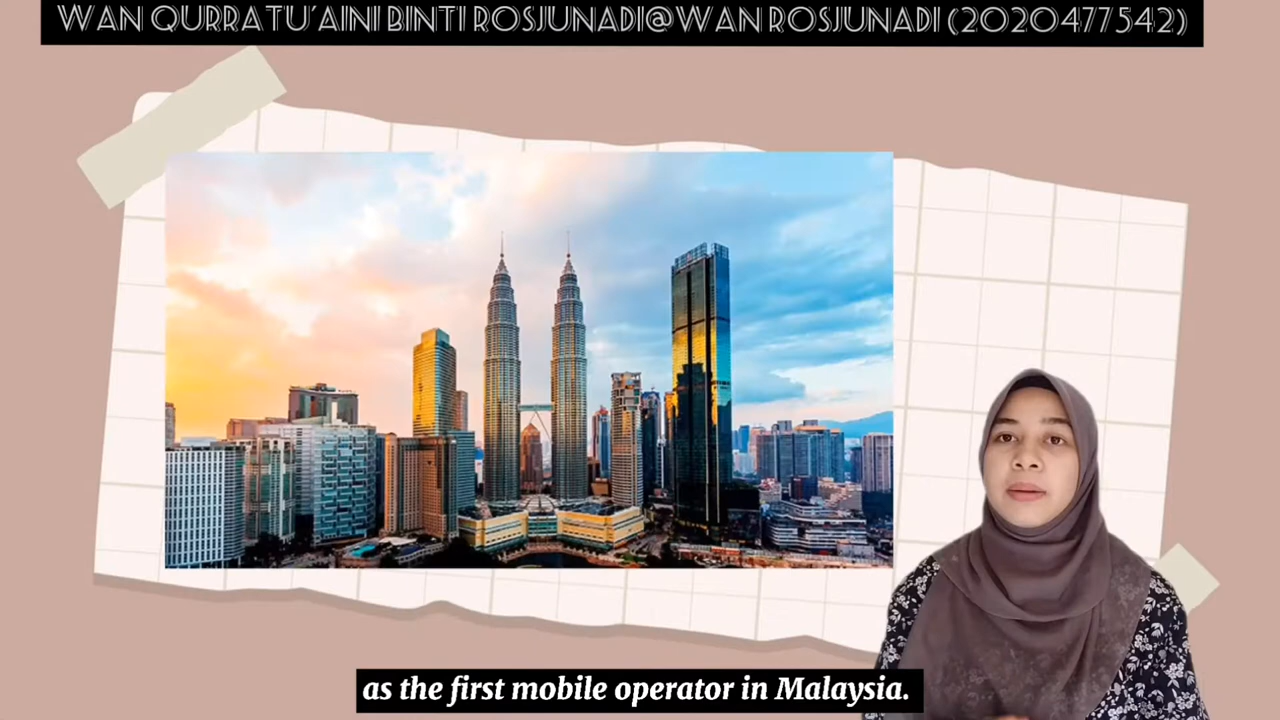 WAN QURRATU'AINI BINTI ROSJUNADI@WAN ROSJUNADI (2020477542)
as the first mobile operator in Malaysia.